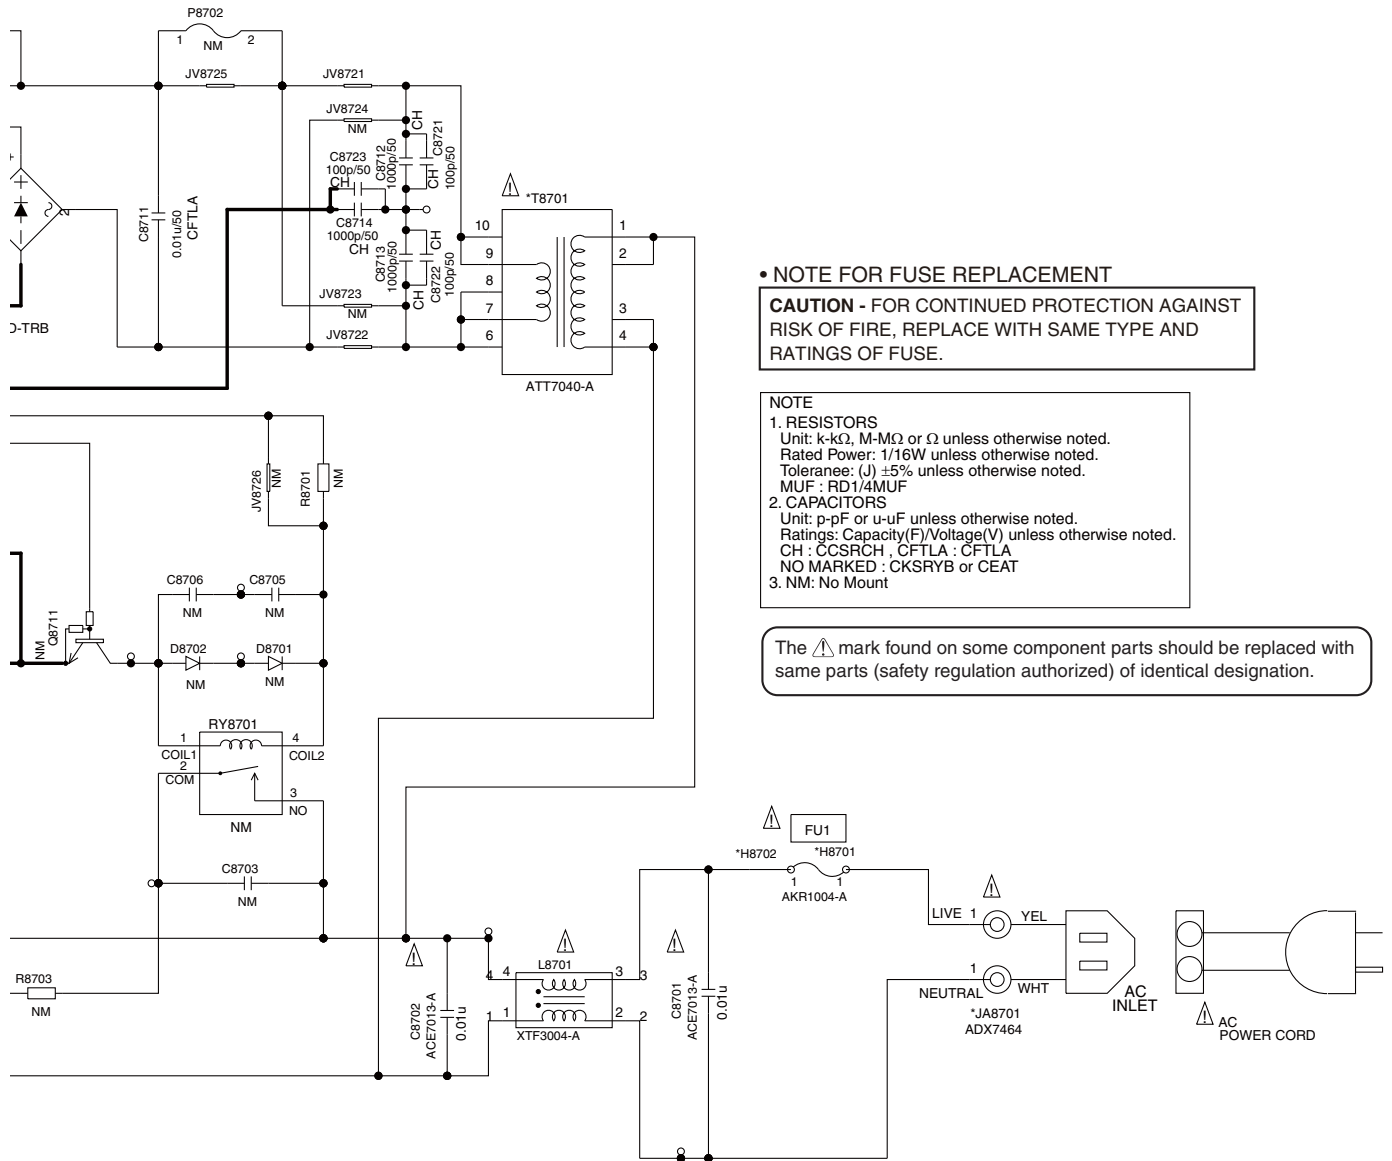 P8702
1 NM 2
JV8725
JV8721
JV8724
NM
CH
C8721
100p/50
CH
C8712
1000p/50
C8723
100p/50
CH
C8714
1000p/50
CH
C8711
0.01u/50
CFTLA
+
+
2
D-TRB
C8713
1000p/50
CH
CH
C8722
100p/50
JV8723
NM
JV8722
*T8701
10
9
8
7
6
1
2
3
4
ATT7040-A
• NOTE FOR FUSE REPLACEMENT
CAUTION - FOR CONTINUED PROTECTION AGAINST
RISK OF FIRE, REPLACE WITH SAME TYPE AND
RATINGS OF FUSE.
NOTE
1. RESISTORS
Unit: k-kΩ, M-MΩ or Ω unless otherwise noted.
Rated Power: 1/16W unless otherwise noted.
Toleranee: (J) ±5% unless otherwise noted.
MUF : RD1/4MUF
2. CAPACITORS
Unit: p-pF or u-uF unless otherwise noted.
Ratings: Capacity(F)/Voltage(V) unless otherwise noted.
CH : CCSRCH , CFTLA : CFTLA
NO MARKED : CKSRYB or CEAT
3. NM: No Mount
The ⚠ mark found on some component parts should be replaced with
same parts (safety regulation authorized) of identical designation.
JV8726
NM
R8701
NM
C8706
NM
C8705
NM
NM
Q8711
D8702
NM
D8701
NM
RY8701
1
COIL1
2
COM
4
COIL2
3
NO
NM
C8703
NM
R8703
NM
C8702
ACE7013-A
0.01u
L8701
4 4 3 3
1 1 2 2
XTF3004-A
C8701
ACE7013-A
0.01u
FU1
*H8702 *H8701
1 1
AKR1004-A
LIVE 1 YEL
1
NEUTRAL WHT
*JA8701
ADX7464
AC
INLET
AC
POWER CORD